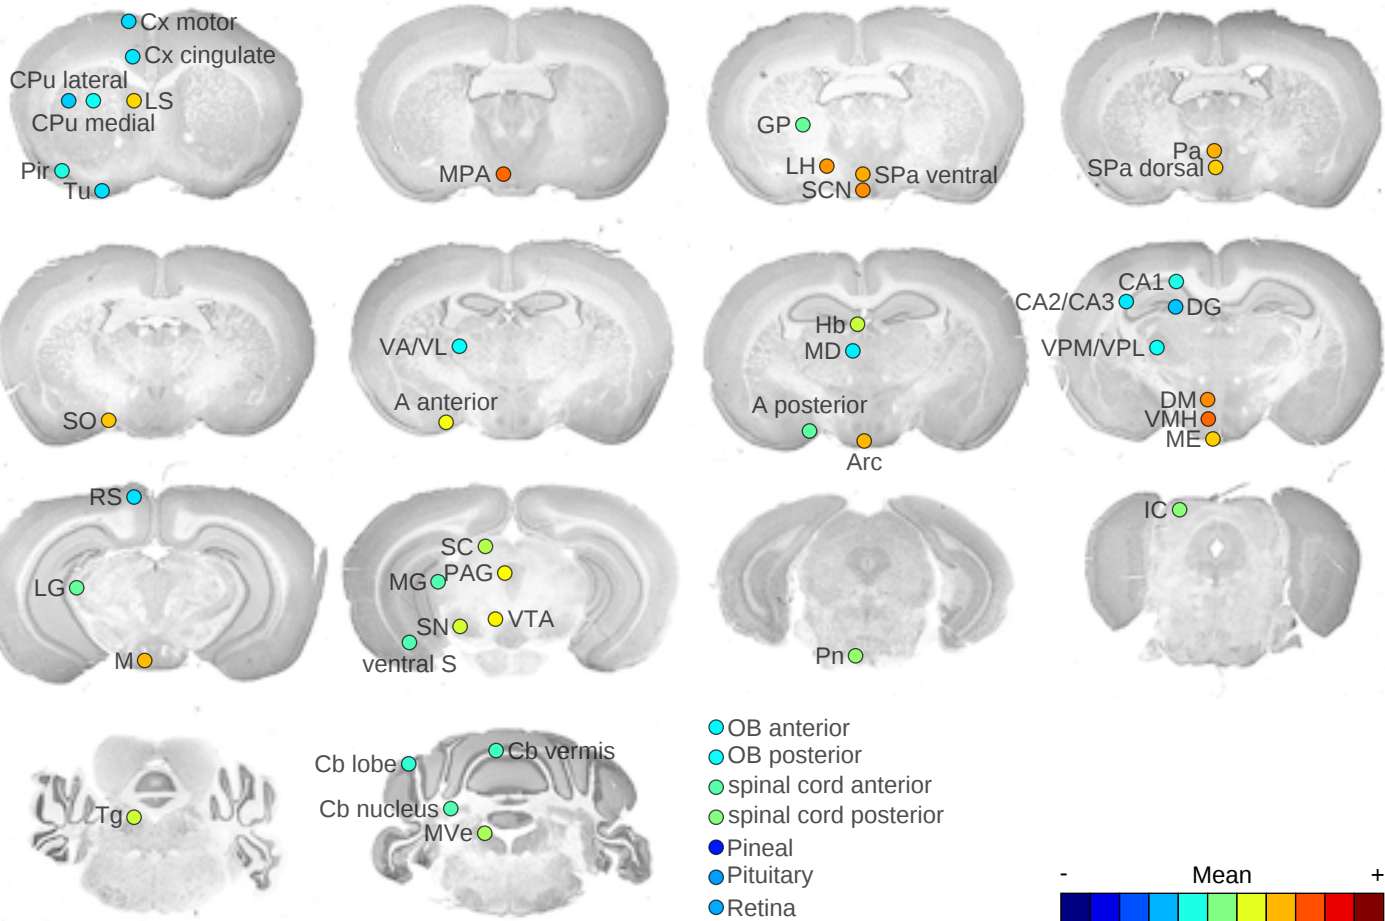 Cx motor
Cx cingulate
CPu lateral
LS
CPu medial
Pir
Tu
MPA
GP
LH
SPa ventral
SCN
Pa
SPa dorsal
SO
VA/VL
A anterior
Hb
MD
A posterior
Arc
CA1
CA2/CA3
DG
VPM/VPL
DM
VMH
ME
RS
LG
M
SC
MG
PAG
SN
VTA
ventral S
Pn
IC
Tg
Cb lobe
Cb vermis
Cb nucleus
MVe
OB anterior
OB posterior
spinal cord anterior
spinal cord posterior
Pineal
Pituitary
Retina
- Mean +